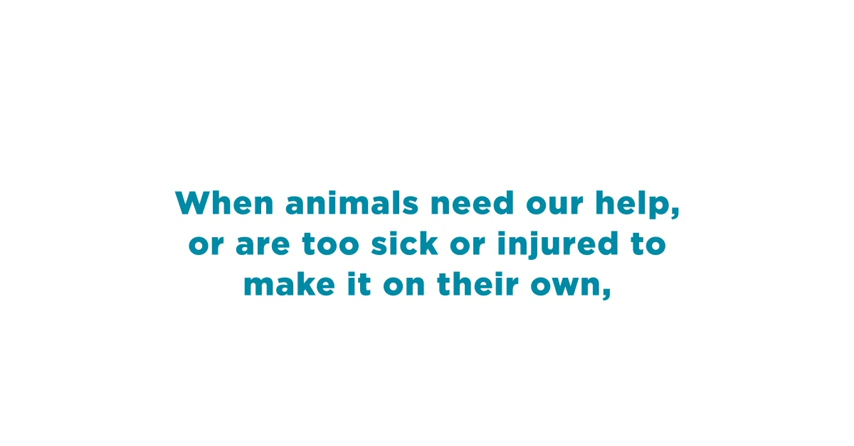 When animals need our help,
or are too sick or injured to
make it on their own,